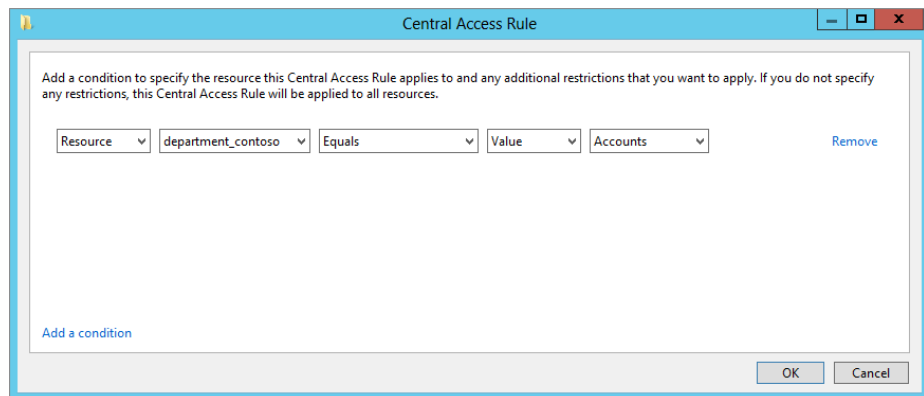 Central Access Rule
Add a condition to specify the resource this Central Access Rule applies to and any additional restrictions that you want to apply. If you do not specify
any restrictions, this Central Access Rule will be applied to all resources.
Resource department_contoso Equals Value Accounts Remove
Add a condition
OK Cancel